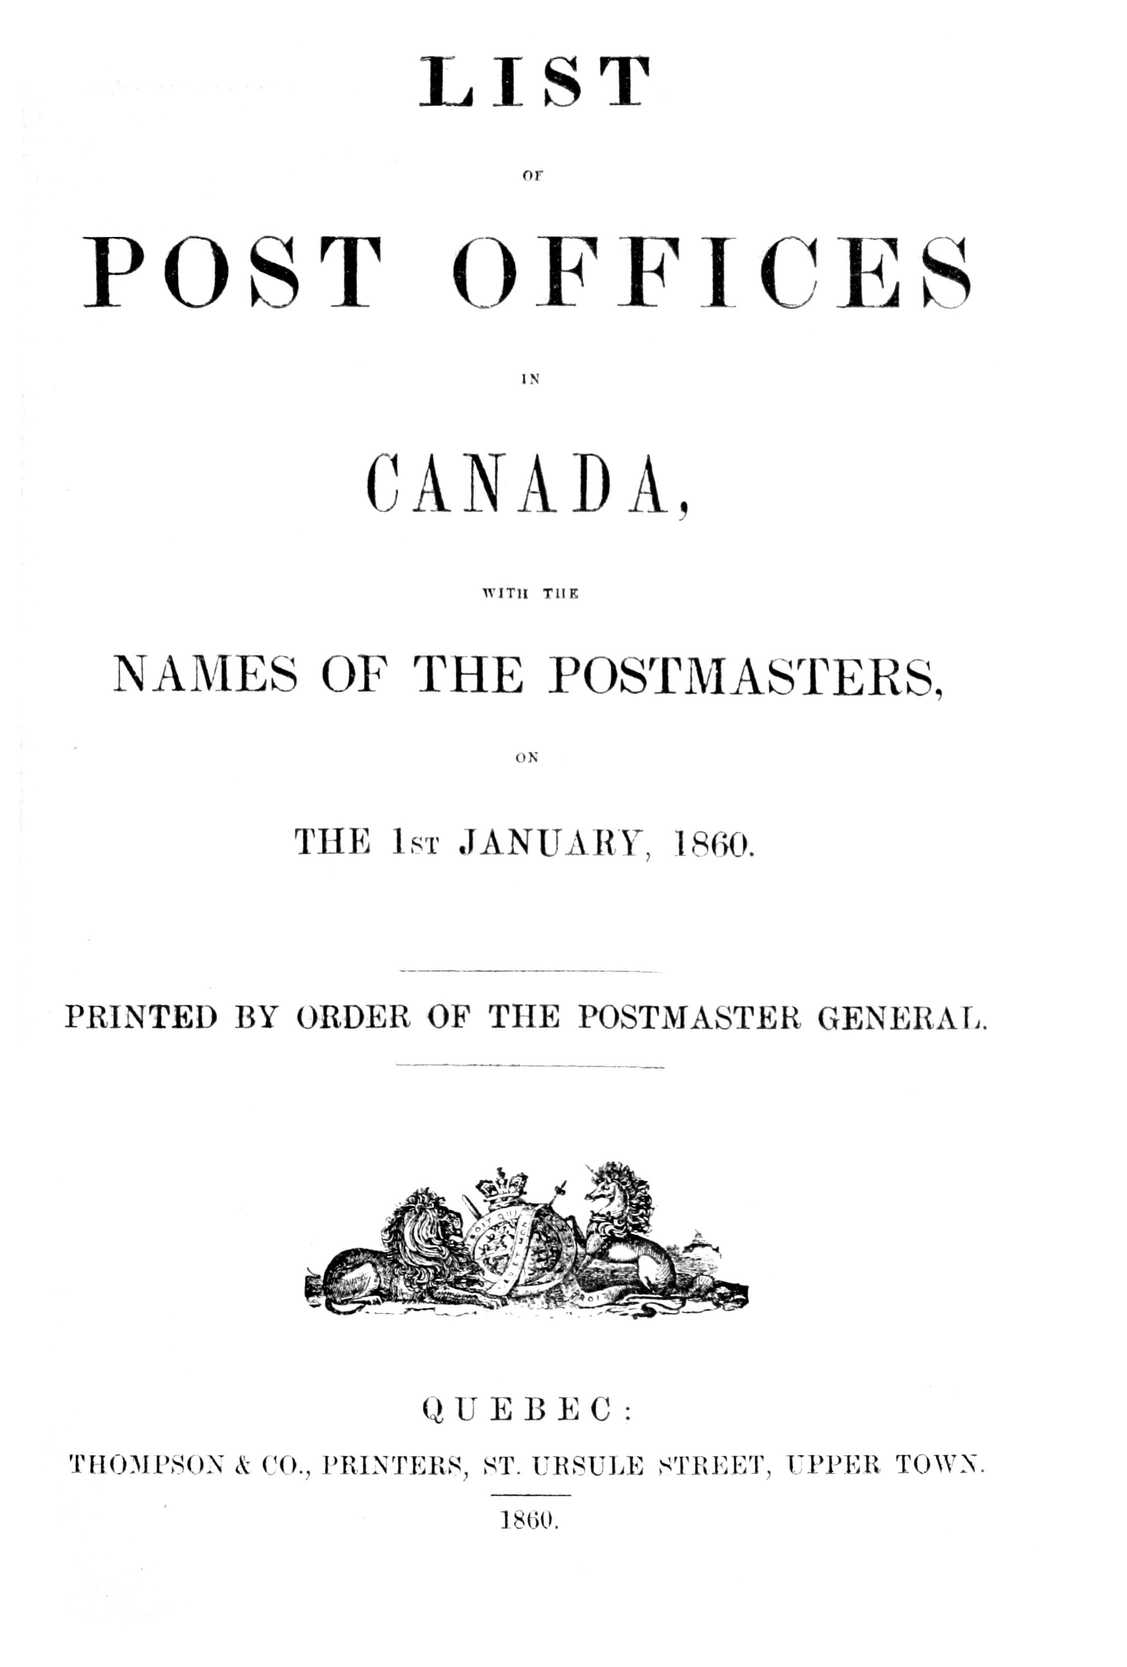 LIST
OF
POST OFFICES
IN
CANADA,
WITH THE
NAMES OF THE POSTMASTERS,
ON
THE 1ST JANUARY, 1860.
PRINTED BY ORDER OF THE POSTMASTER GENERAL.
QUEBEC:
THOMPSON & CO., PRINTERS, ST. URSULE STREET, UPPER TOWN.
1860.